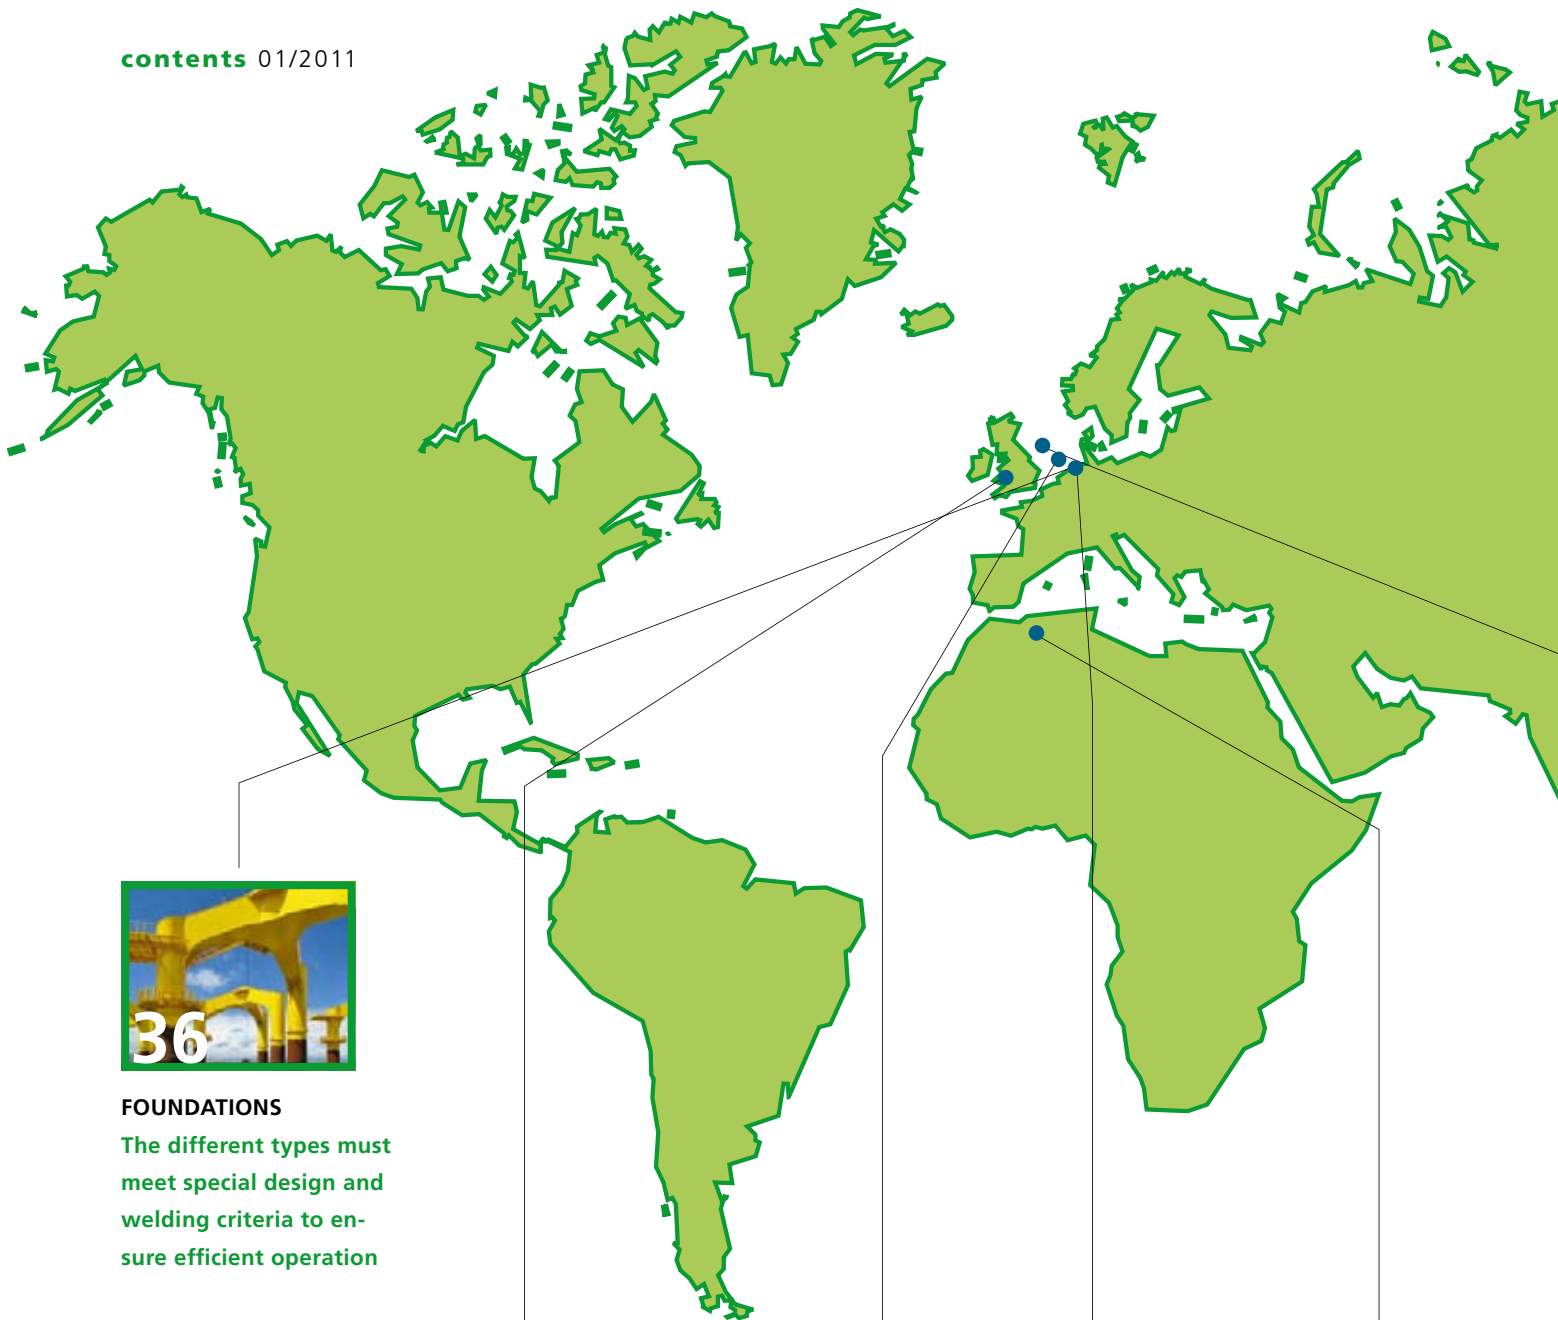 contents 01/2011
36
FOUNDATIONS
The different types must
meet special design and
welding criteria to en-
sure efficient operation